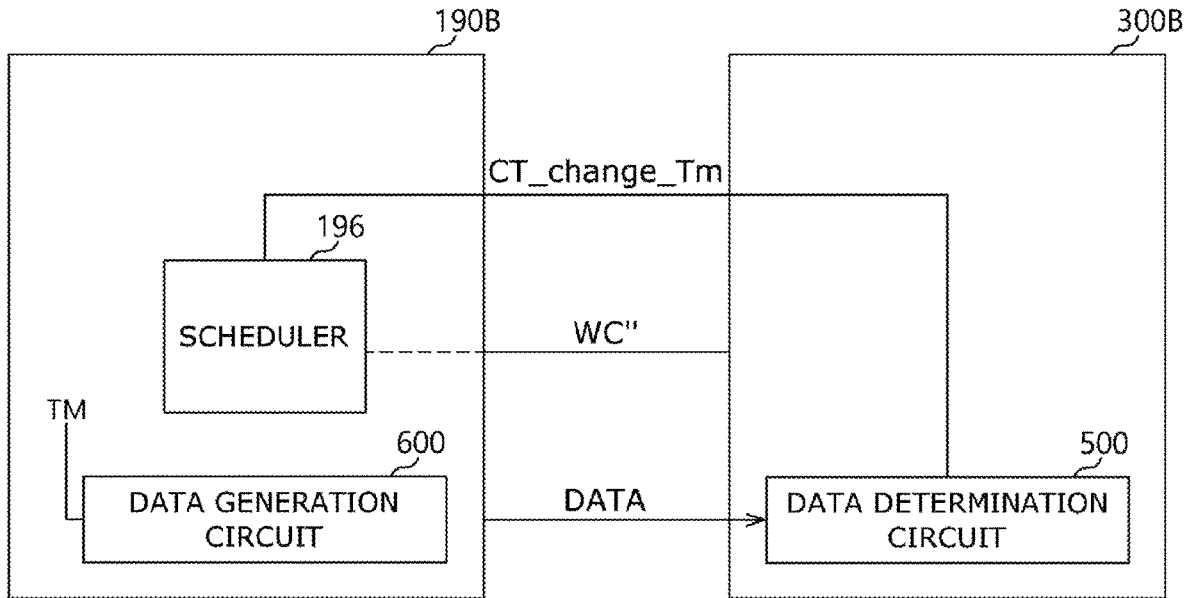 190B
300B
CT_change_Tm
196
SCHEDULER
WC"
TM
600
500
DATA GENERATION
CIRCUIT
DATA
DATA DETERMINATION
CIRCUIT